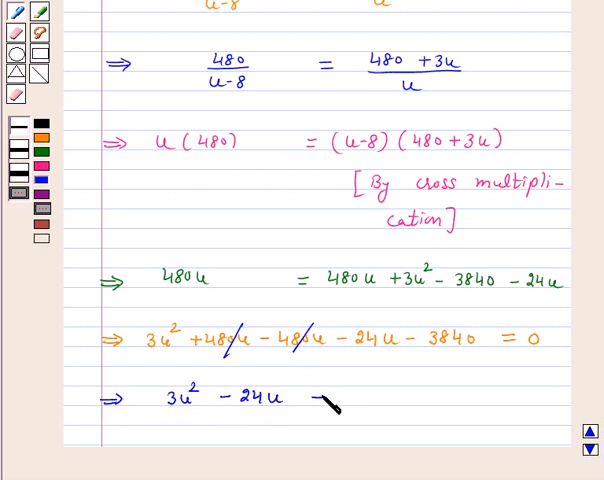 u-8 u
⇒ 480/(u-8) = (480 + 3u)/u
⇒ u (480) = (u-8) (480 + 3u)
[ By cross multipli-
cation ]
⇒ 480u = 480u + 3u² - 3840 - 24u
⇒ 3u² + 480u - 480u - 24u - 3840 = 0
⇒ 3u² - 24u -